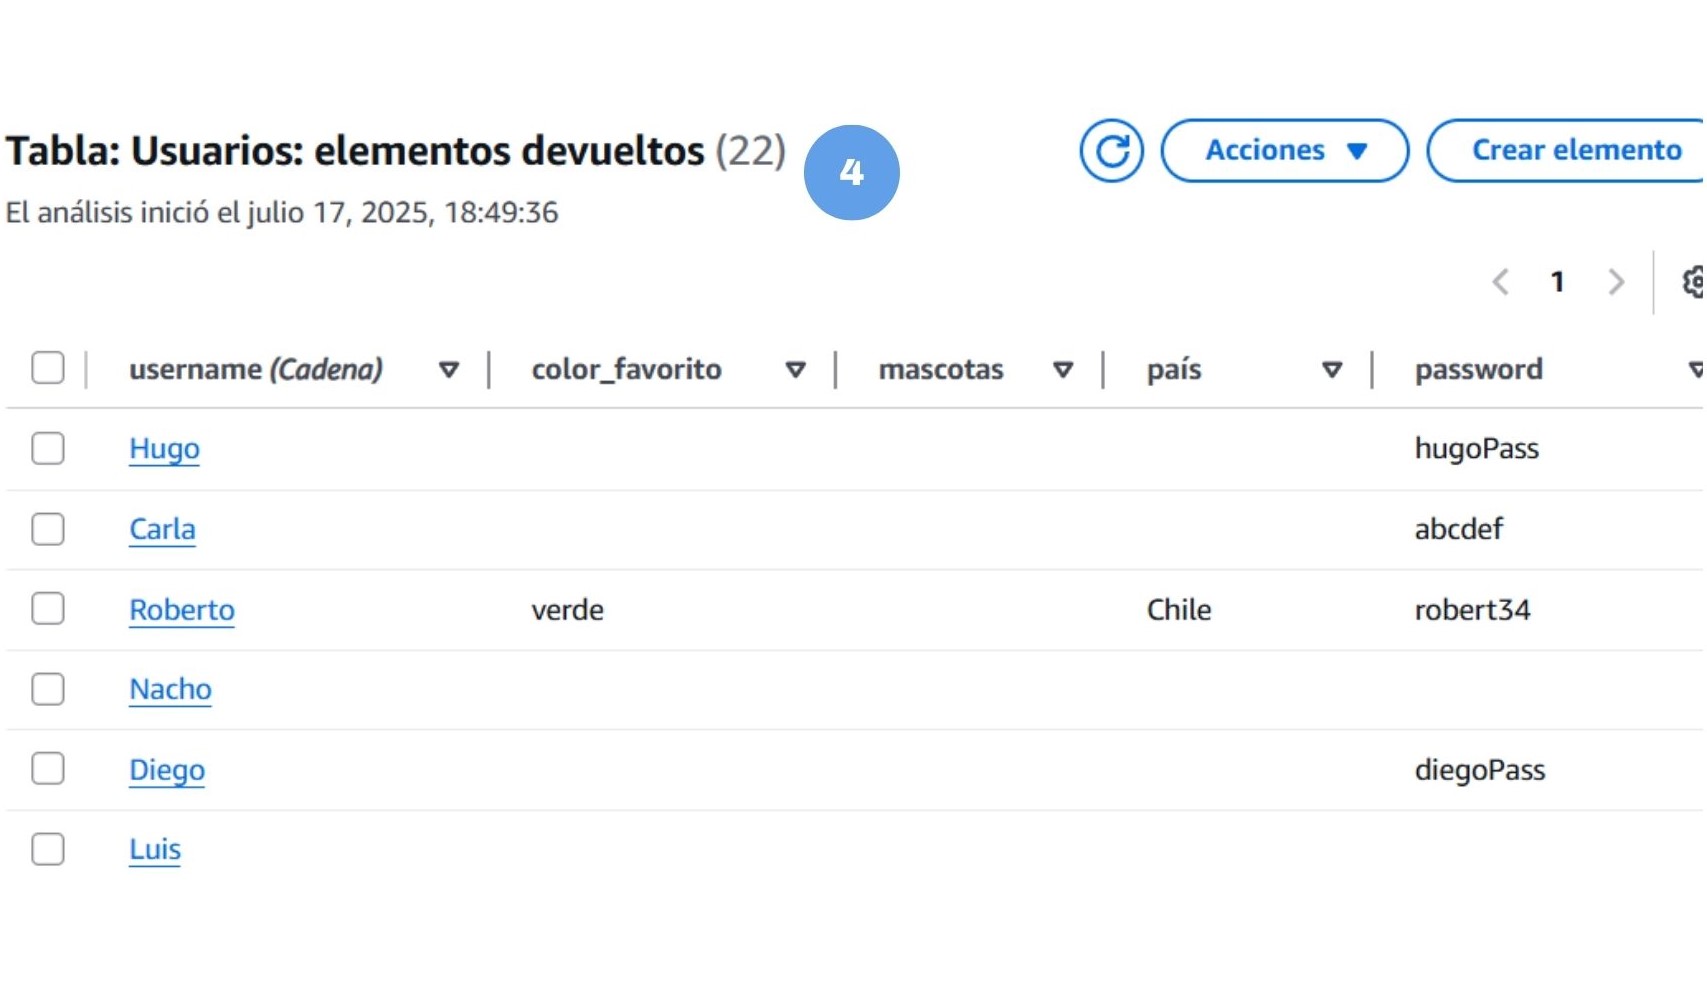 Tabla: Usuarios: elementos devueltos (22)
4
Acciones
Crear elemento
El análisis inició el julio 17, 2025, 18:49:36
1
username (Cadena) color_favorito mascotas país password
Hugo hugoPass
Carla abcdef
Roberto verde Chile robert34
Nacho
Diego diegoPass
Luis